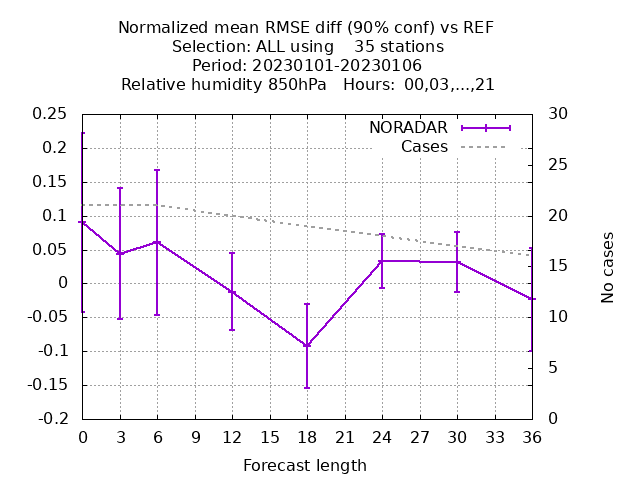 Normalized mean RMSE diff (90% conf) vs REF
Selection: ALL using    35 stations
Period: 20230101-20230106
Relative humidity 850hPa   Hours:  00,03,...,21
NORADAR
Cases
0.25
0.2
0.15
0.1
0.05
0
-0.05
-0.1
-0.15
-0.2
30
25
20
15
10
5
0
No cases
0 3 6 9 12 15 18 21 24 27 30 33 36
Forecast length